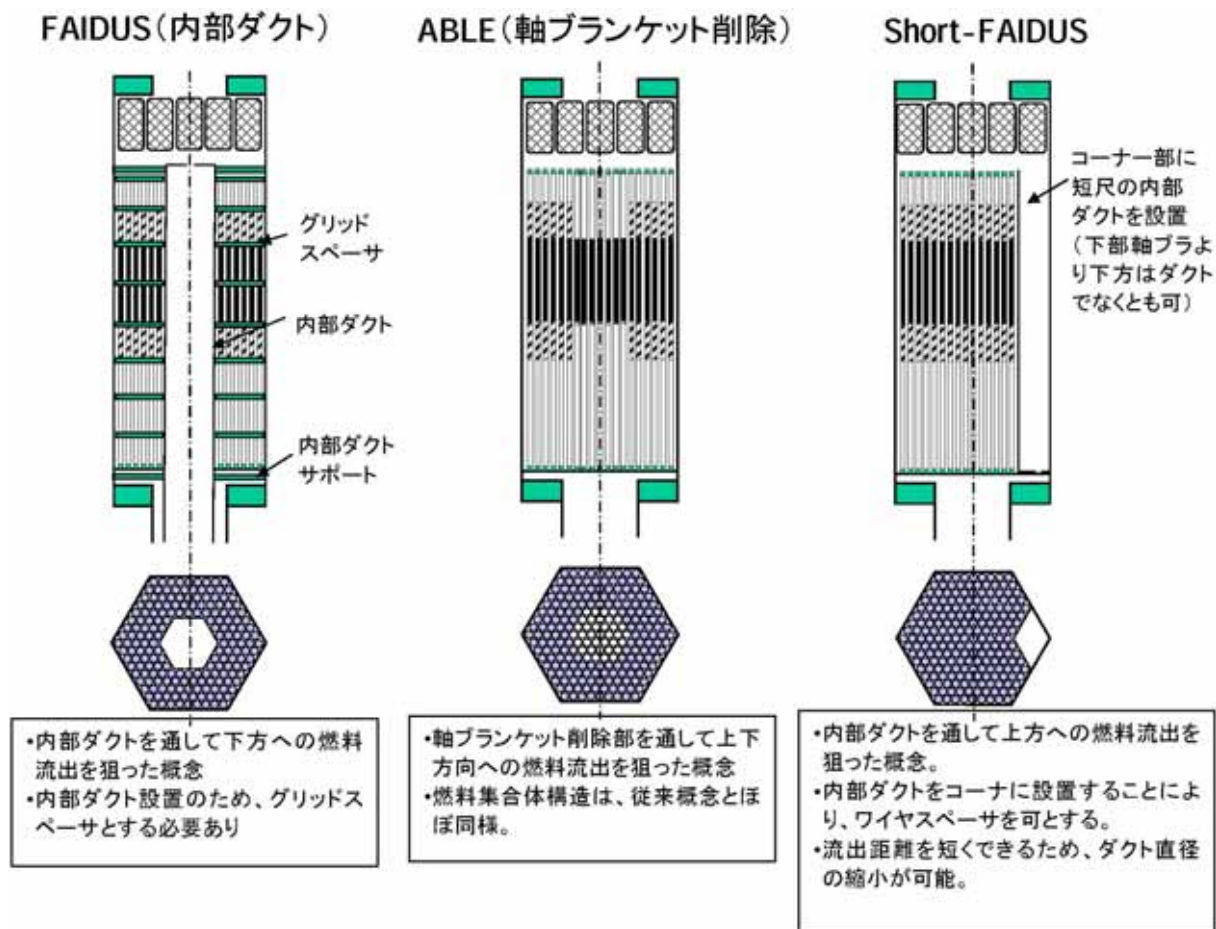 FAIDUS(内部ダクト)
グリッド
スペーサ
内部ダクト
内部ダクト
サポート
・内部ダクトを通して下方への燃料
流出を狙った概念
・内部ダクト設置のため、グリッドス
ペーサとする必要あり
ABLE(軸ブランケット削除)
・軸ブランケット削除部を通して上下
方向への燃料流出を狙った概念
・燃料集合体構造は、従来概念とほ
ぼ同様。
Short-FAIDUS
コーナー部に
短尺の内部
ダクトを設置
(下部軸ブラよ
り下方はダクト
でなくとも可)
・内部ダクトを通して上方への燃料流出を
狙った概念。
・内部ダクトをコーナに設置することによ
り、ワイヤスペーサを可とする。
・流出距離を短くできるため、ダクト直径
の縮小が可能。